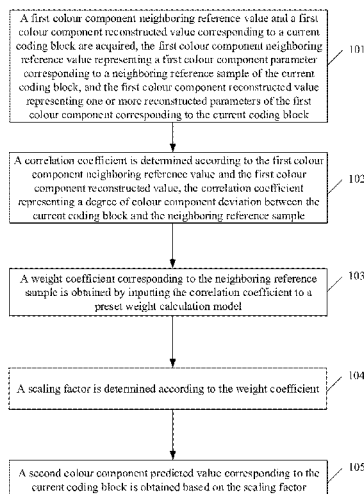 A first colour component neighboring reference value and a first
colour component reconstructed value corresponding to a current
coding block are acquired, the first colour component neighboring
reference value representing a first colour component parameter
corresponding to a neighboring reference sample of the current
coding block, and the first colour component reconstructed value
representing one or more reconstructed parameters of the first
colour component corresponding to the current coding block
101
A correlation coefficient is determined according to the first colour
component neighboring reference value and the first colour
component reconstructed value, the correlation coefficient
representing a degree of colour component deviation between the
current coding block and the neighboring reference sample
102
A weight coefficient corresponding to the neighboring reference
sample is obtained by inputting the correlation coefficient to a
preset weight calculation model
103
A scaling factor is determined according to the weight coefficient
104
A second colour component predicted value corresponding to the
current coding block is obtained based on the scaling factor
105